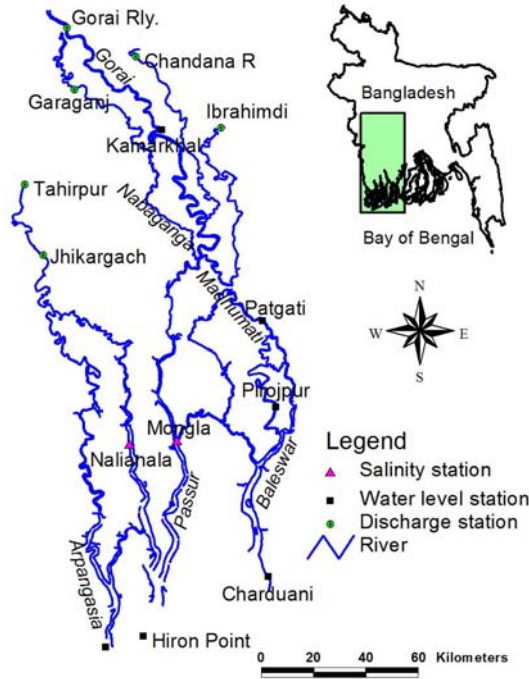 Gorai Rly.
Gorai
Chandana R
Garaganj
Ibrahimdi
Kamarkhal
Tahirpur
Nabaganga
Jhikargach
Madhumati
Patgati
Pirojpur
Mongla
Nalianala
Passur
Baleswar
Arpangasia
Charduani
Hiron Point
Bangladesh
Bay of Bengal
N
W
E
S
Legend
Salinity station
Water level station
Discharge station
River
0 20 40 60 Kilometers